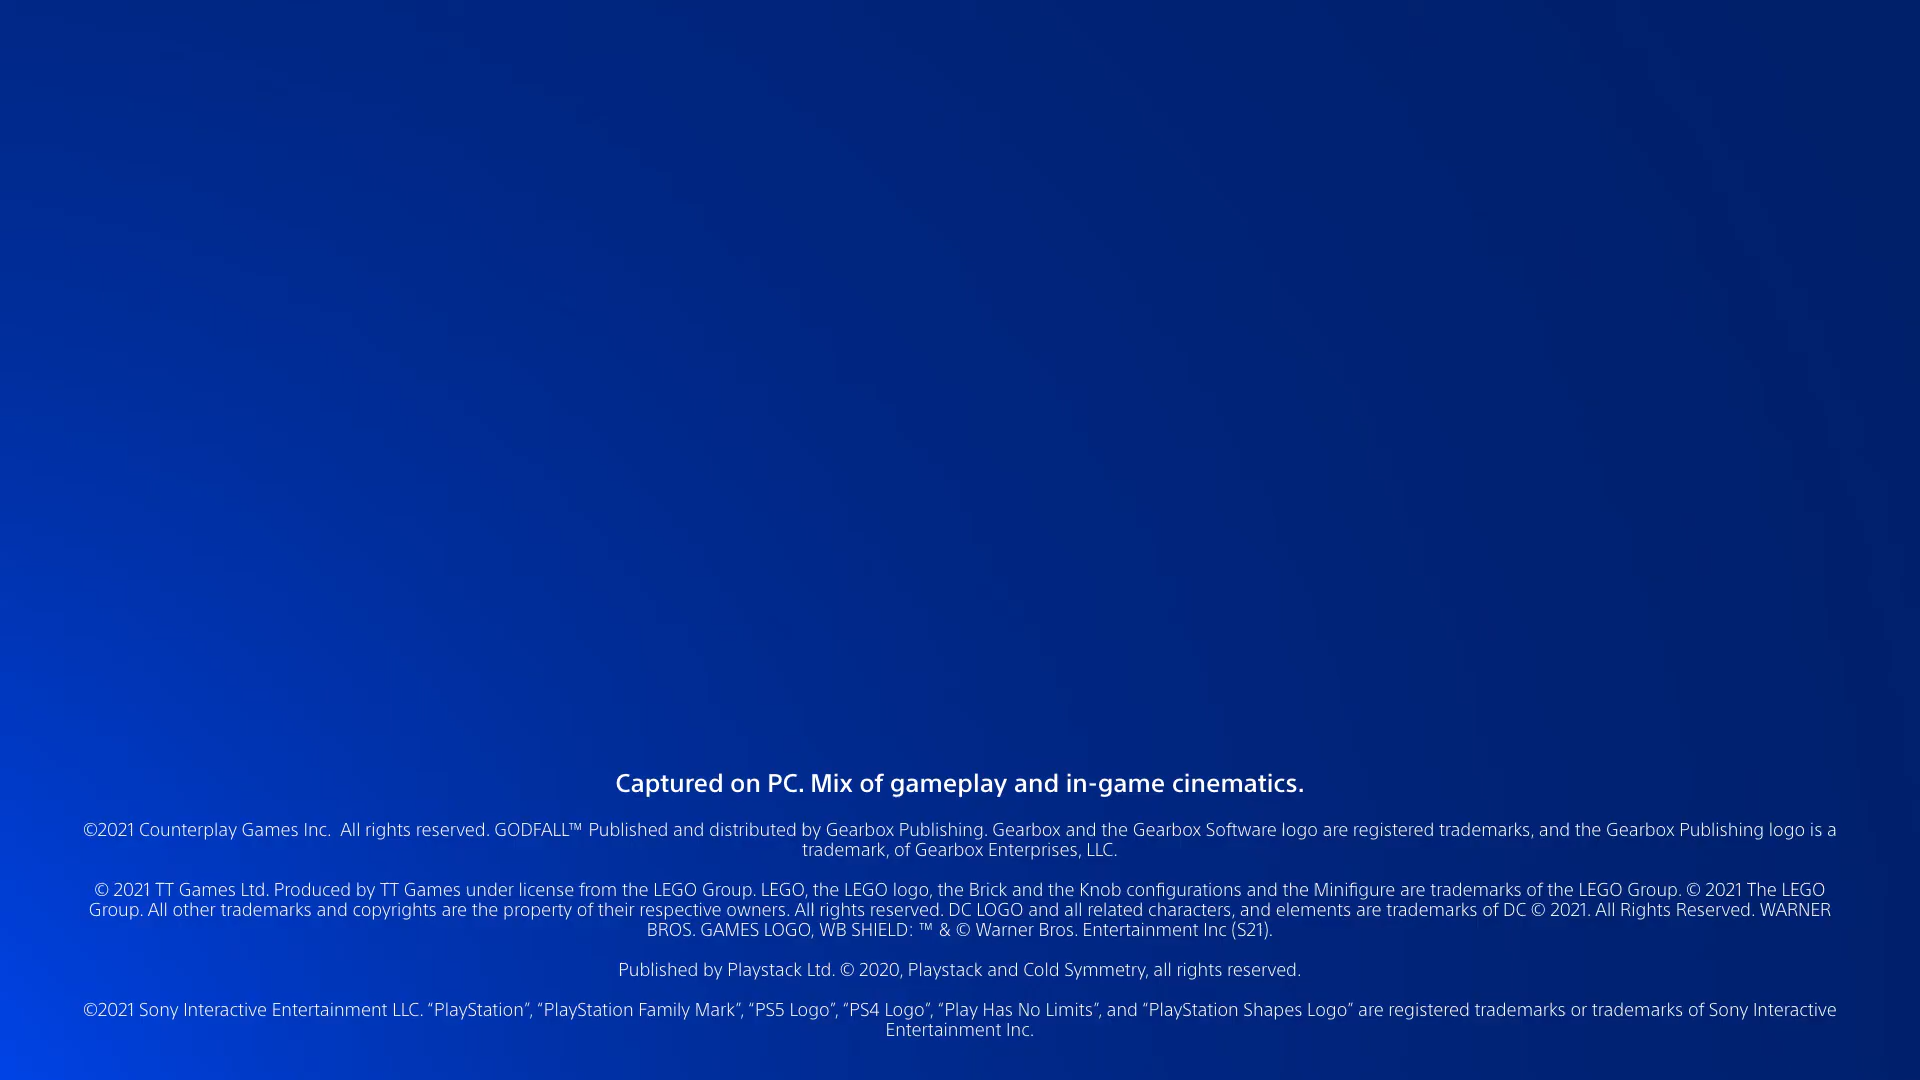 Captured on PC. Mix of gameplay and in-game cinematics.
©2021 Counterplay Games Inc.  All rights reserved. GODFALL™ Published and distributed by Gearbox Publishing. Gearbox and the Gearbox Software logo are registered trademarks, and the Gearbox Publishing logo is a
trademark, of Gearbox Enterprises, LLC.
© 2021 TT Games Ltd. Produced by TT Games under license from the LEGO Group. LEGO, the LEGO logo, the Brick and the Knob configurations and the Minifigure are trademarks of the LEGO Group. © 2021 The LEGO
Group. All other trademarks and copyrights are the property of their respective owners. All rights reserved. DC LOGO and all related characters, and elements are trademarks of DC © 2021. All Rights Reserved. WARNER
BROS. GAMES LOGO, WB SHIELD: ™ & © Warner Bros. Entertainment Inc (S21).
Published by Playstack Ltd. © 2020, Playstack and Cold Symmetry, all rights reserved.
©2021 Sony Interactive Entertainment LLC. “PlayStation”, “PlayStation Family Mark”, “PS5 Logo”, “PS4 Logo”, “Play Has No Limits”, and “PlayStation Shapes Logo“ are registered trademarks or trademarks of Sony Interactive
Entertainment Inc.